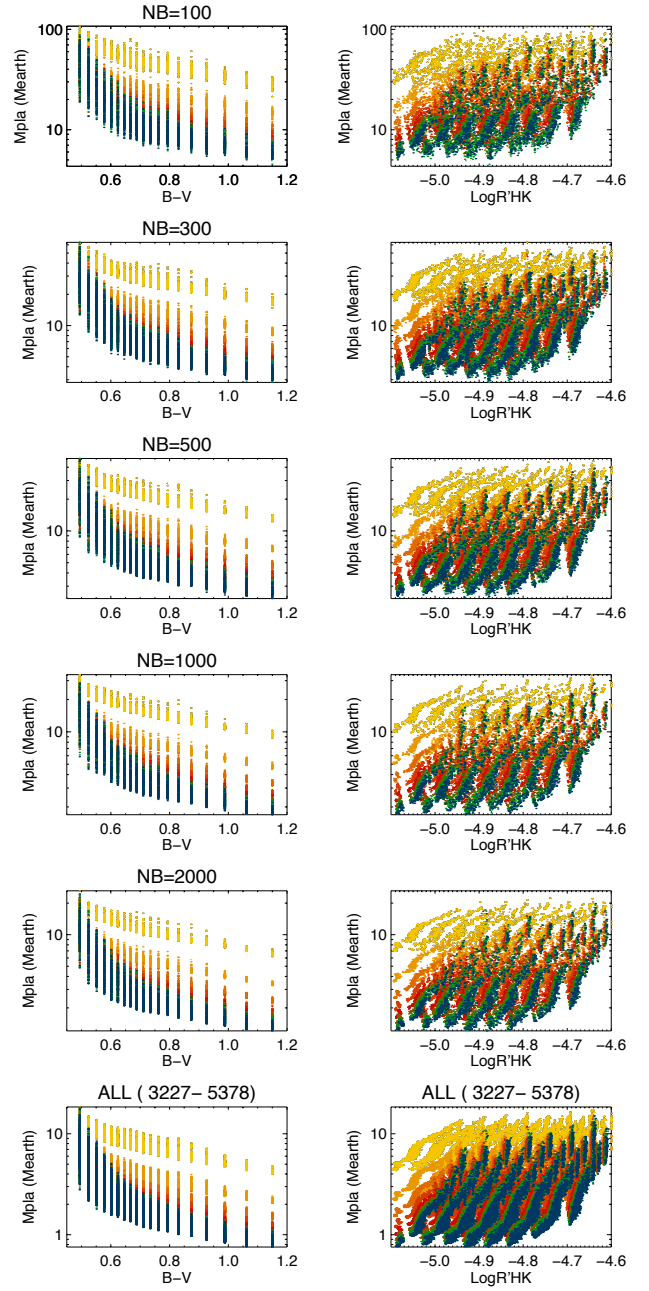 NB=100
100
10
Mpla (Mearth)
0.6 0.8 1.0 1.2
B-V
100
10
Mpla (Mearth)
−5.0 −4.9 −4.8 −4.7 −4.6
LogR'HK
NB=300
10
Mpla (Mearth)
0.6 0.8 1.0 1.2
B−V
10
Mpla (Mearth)
−5.0 −4.9 −4.8 −4.7 −4.6
LogR'HK
NB=500
10
Mpla (Mearth)
0.6 0.8 1.0 1.2
B−V
10
Mpla (Mearth)
−5.0 −4.9 −4.8 −4.7 −4.6
LogR'HK
NB=1000
10
Mpla (Mearth)
0.6 0.8 1.0 1.2
B−V
10
Mpla (Mearth)
−5.0 −4.9 −4.8 −4.7 −4.6
LogR'HK
NB=2000
10
Mpla (Mearth)
0.6 0.8 1.0 1.2
B−V
10
Mpla (Mearth)
−5.0 −4.9 −4.8 −4.7 −4.6
LogR'HK
ALL ( 3227− 5378)
10
1
Mpla (Mearth)
0.6 0.8 1.0 1.2
B−V
ALL ( 3227− 5378)
10
1
Mpla (Mearth)
−5.0 −4.9 −4.8 −4.7 −4.6
LogR'HK